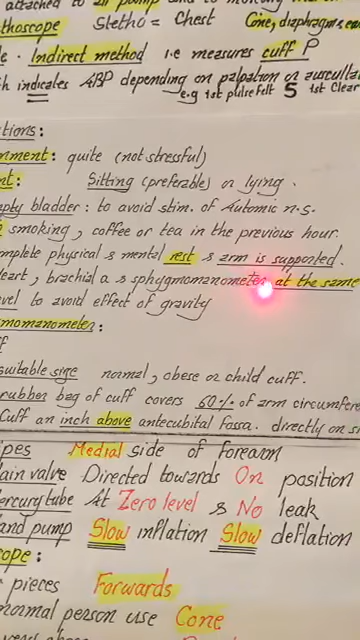 attached to air pump and to
thoscope Stetho = Chest Cone, diaphragm, ea
Indirect method i.e measures cuff P
h indicates ABP depending on palpation or auscultat
e.g 1st pulse felt 1st clear
tions:
nment: quite (not stressful)
nt: Sitting (preferable) or lying.
pty bladder: to avoid stim. of Automic n.s.
smoking, coffee or tea in the previous hour.
mplete physical & mental rest & arm is supported.
heart, brachial a & sphygmomanometer at the same
vel to avoid effect of gravity
momanometer:
ff
suitable size normal, obese or child cuff.
rubber bag of cuff covers 60% of arm circumfere
Cuff an inch above antecubital fossa. directly on s
ipes Medial side of forearm
ain valve Directed towards On position
ercury tube At Zero level & No leak
and pump Slow inflation Slow deflation
cope:
pieces Forwards
normal person use Cone